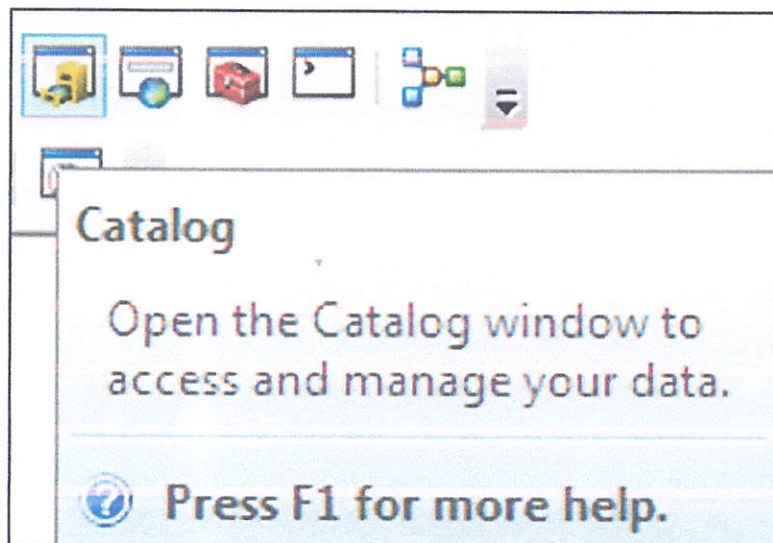 Catalog
Open the Catalog window to
access and manage your data.
Press F1 for more help.